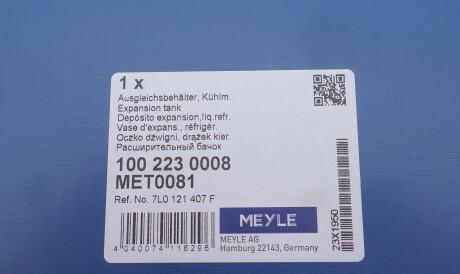 1 x
Ausgleichsbehälter, Kühlm.
Expansion tank
Depósito expansion,líq.refr.
Vase d'expans., réfrigér.
Oczko dźwigni, drążek kier.
Расширительный бачок
100 223 0008
MET0081
Ref. No. 7L0 121 407 F
4 040074 116296
MEYLE
MEYLE AG
Hamburg 22143, Germany
23X1950